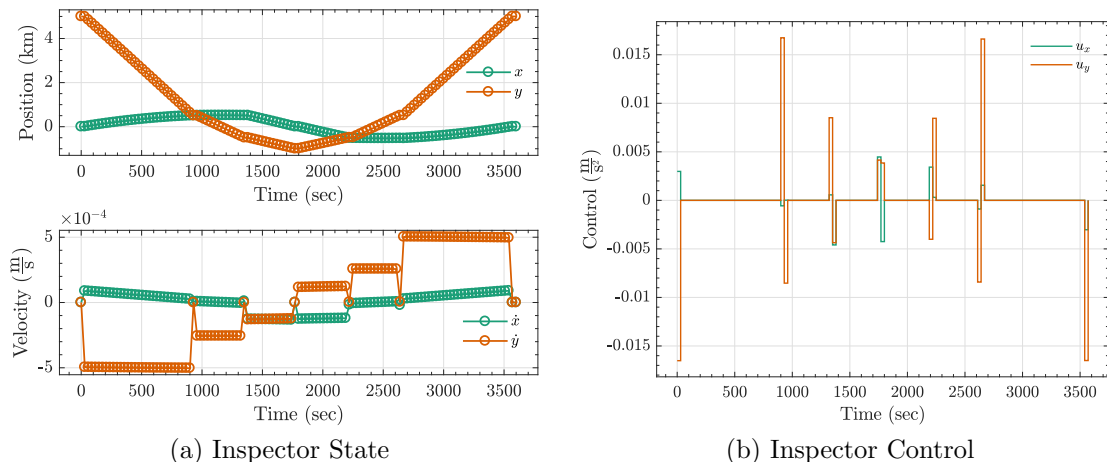 4
2
0
Position (km)
x
y
0 500 1000 1500 2000 2500 3000 3500
Time (sec)
×10⁻⁴
5
0
-5
Velocity (m/s)
ẋ
ẏ
0 500 1000 1500 2000 2500 3000 3500
Time (sec)
(a) Inspector State
0.015
0.01
0.005
0
-0.005
-0.01
-0.015
Control (m/s²)
uₓ
u_y
0 500 1000 1500 2000 2500 3000 3500
Time (sec)
(b) Inspector Control